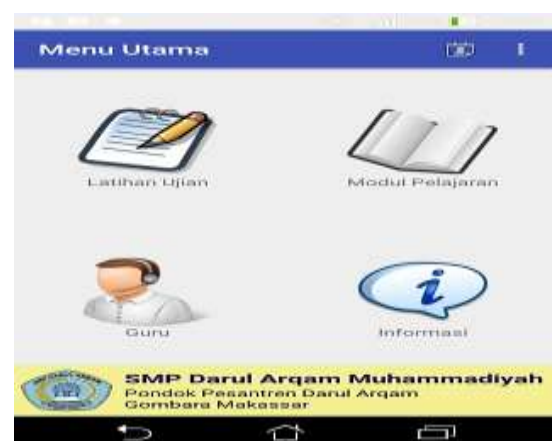 Menu Utama
Latihan Ujian
Modul Pelajaran
Guru
Informasi
SMP Darul Arqam Muhammadiyah
Pondok Pesantren Darul Arqam
Gombara Makassar